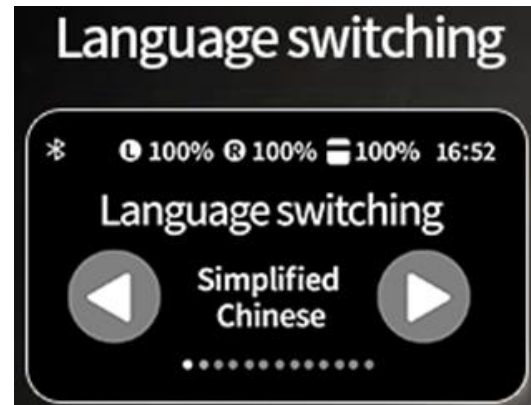 Language switching
L 100% R 100% 100% 16:52
Language switching
Simplified
Chinese